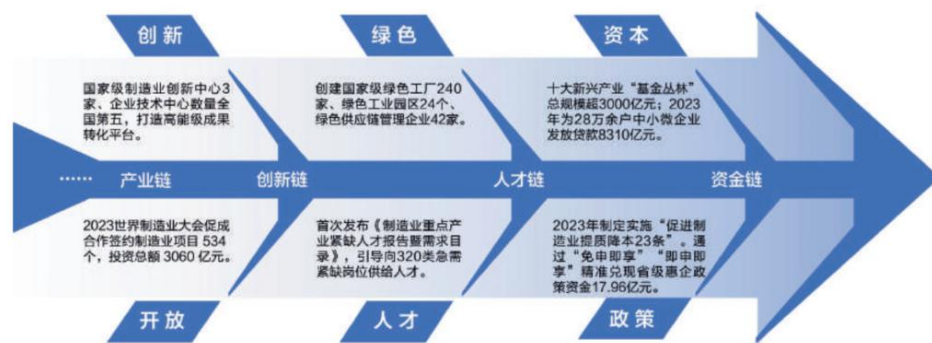 创新
绿色
资本
国家级制造业创新中心3
家、企业技术中心数量全
国第五，打造高能级成果
转化平台。
创建国家级绿色工厂240
家、绿色工业园区24个、
绿色供应链管理企业42家。
十大新兴产业“基金丛林”
总规模超3000亿元；2023
年为28万余户中小微企业
发放贷款8310亿元。
…… 产业链
创新链
人才链
资金链
2023世界制造业大会促成
合作签约制造业项目 534
个，投资总额 3060 亿元。
首次发布《制造业重点产
业紧缺人才报告暨需求目
录》，引导向320类急需
紧缺岗位供给人才。
2023年制定实施“促进制
造业提质降本23条”。通
过“免申即享”“即申即
享”精准兑现省级惠企政
策资金17.96亿元。
开放
人才
政策